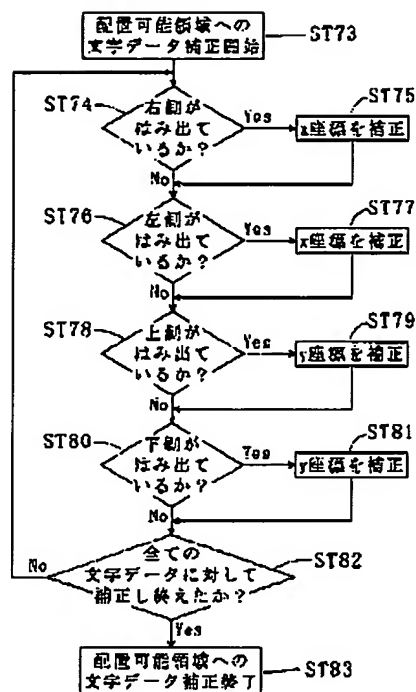 配置可能領域への
文字データ補正開始
ST73
ST74
右側が
はみ出て
いるか?
Yes
ST75
x座標を補正
No
ST76
左側が
はみ出て
いるか?
Yes
ST77
x座標を補正
No
ST78
上側が
はみ出て
いるか?
Yes
ST79
y座標を補正
No
ST80
下側が
はみ出て
いるか?
Yes
ST81
y座標を補正
No
全ての
文字データに対して
補正し終えたか?
ST82
No
Yes
配置可能領域への
文字データ補正終了
ST83